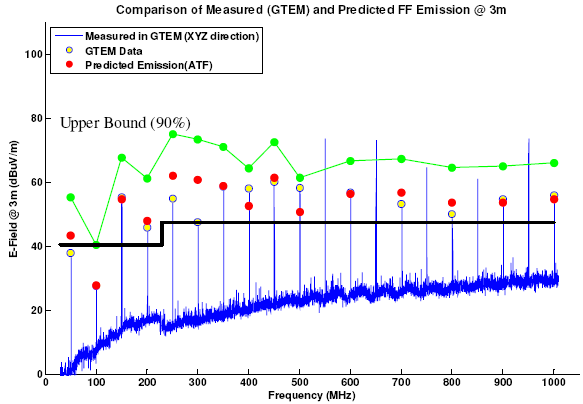 Comparison of Measured (GTEM) and Predicted FF Emission @ 3m
Measured in GTEM (XYZ direction)
GTEM Data
Predicted Emission(ATF)
Upper Bound (90%)
E-Field @ 3m (dBuV/m)
100
80
60
40
20
0
0 100 200 300 400 500 600 700 800 900 1000
Frequency (MHz)